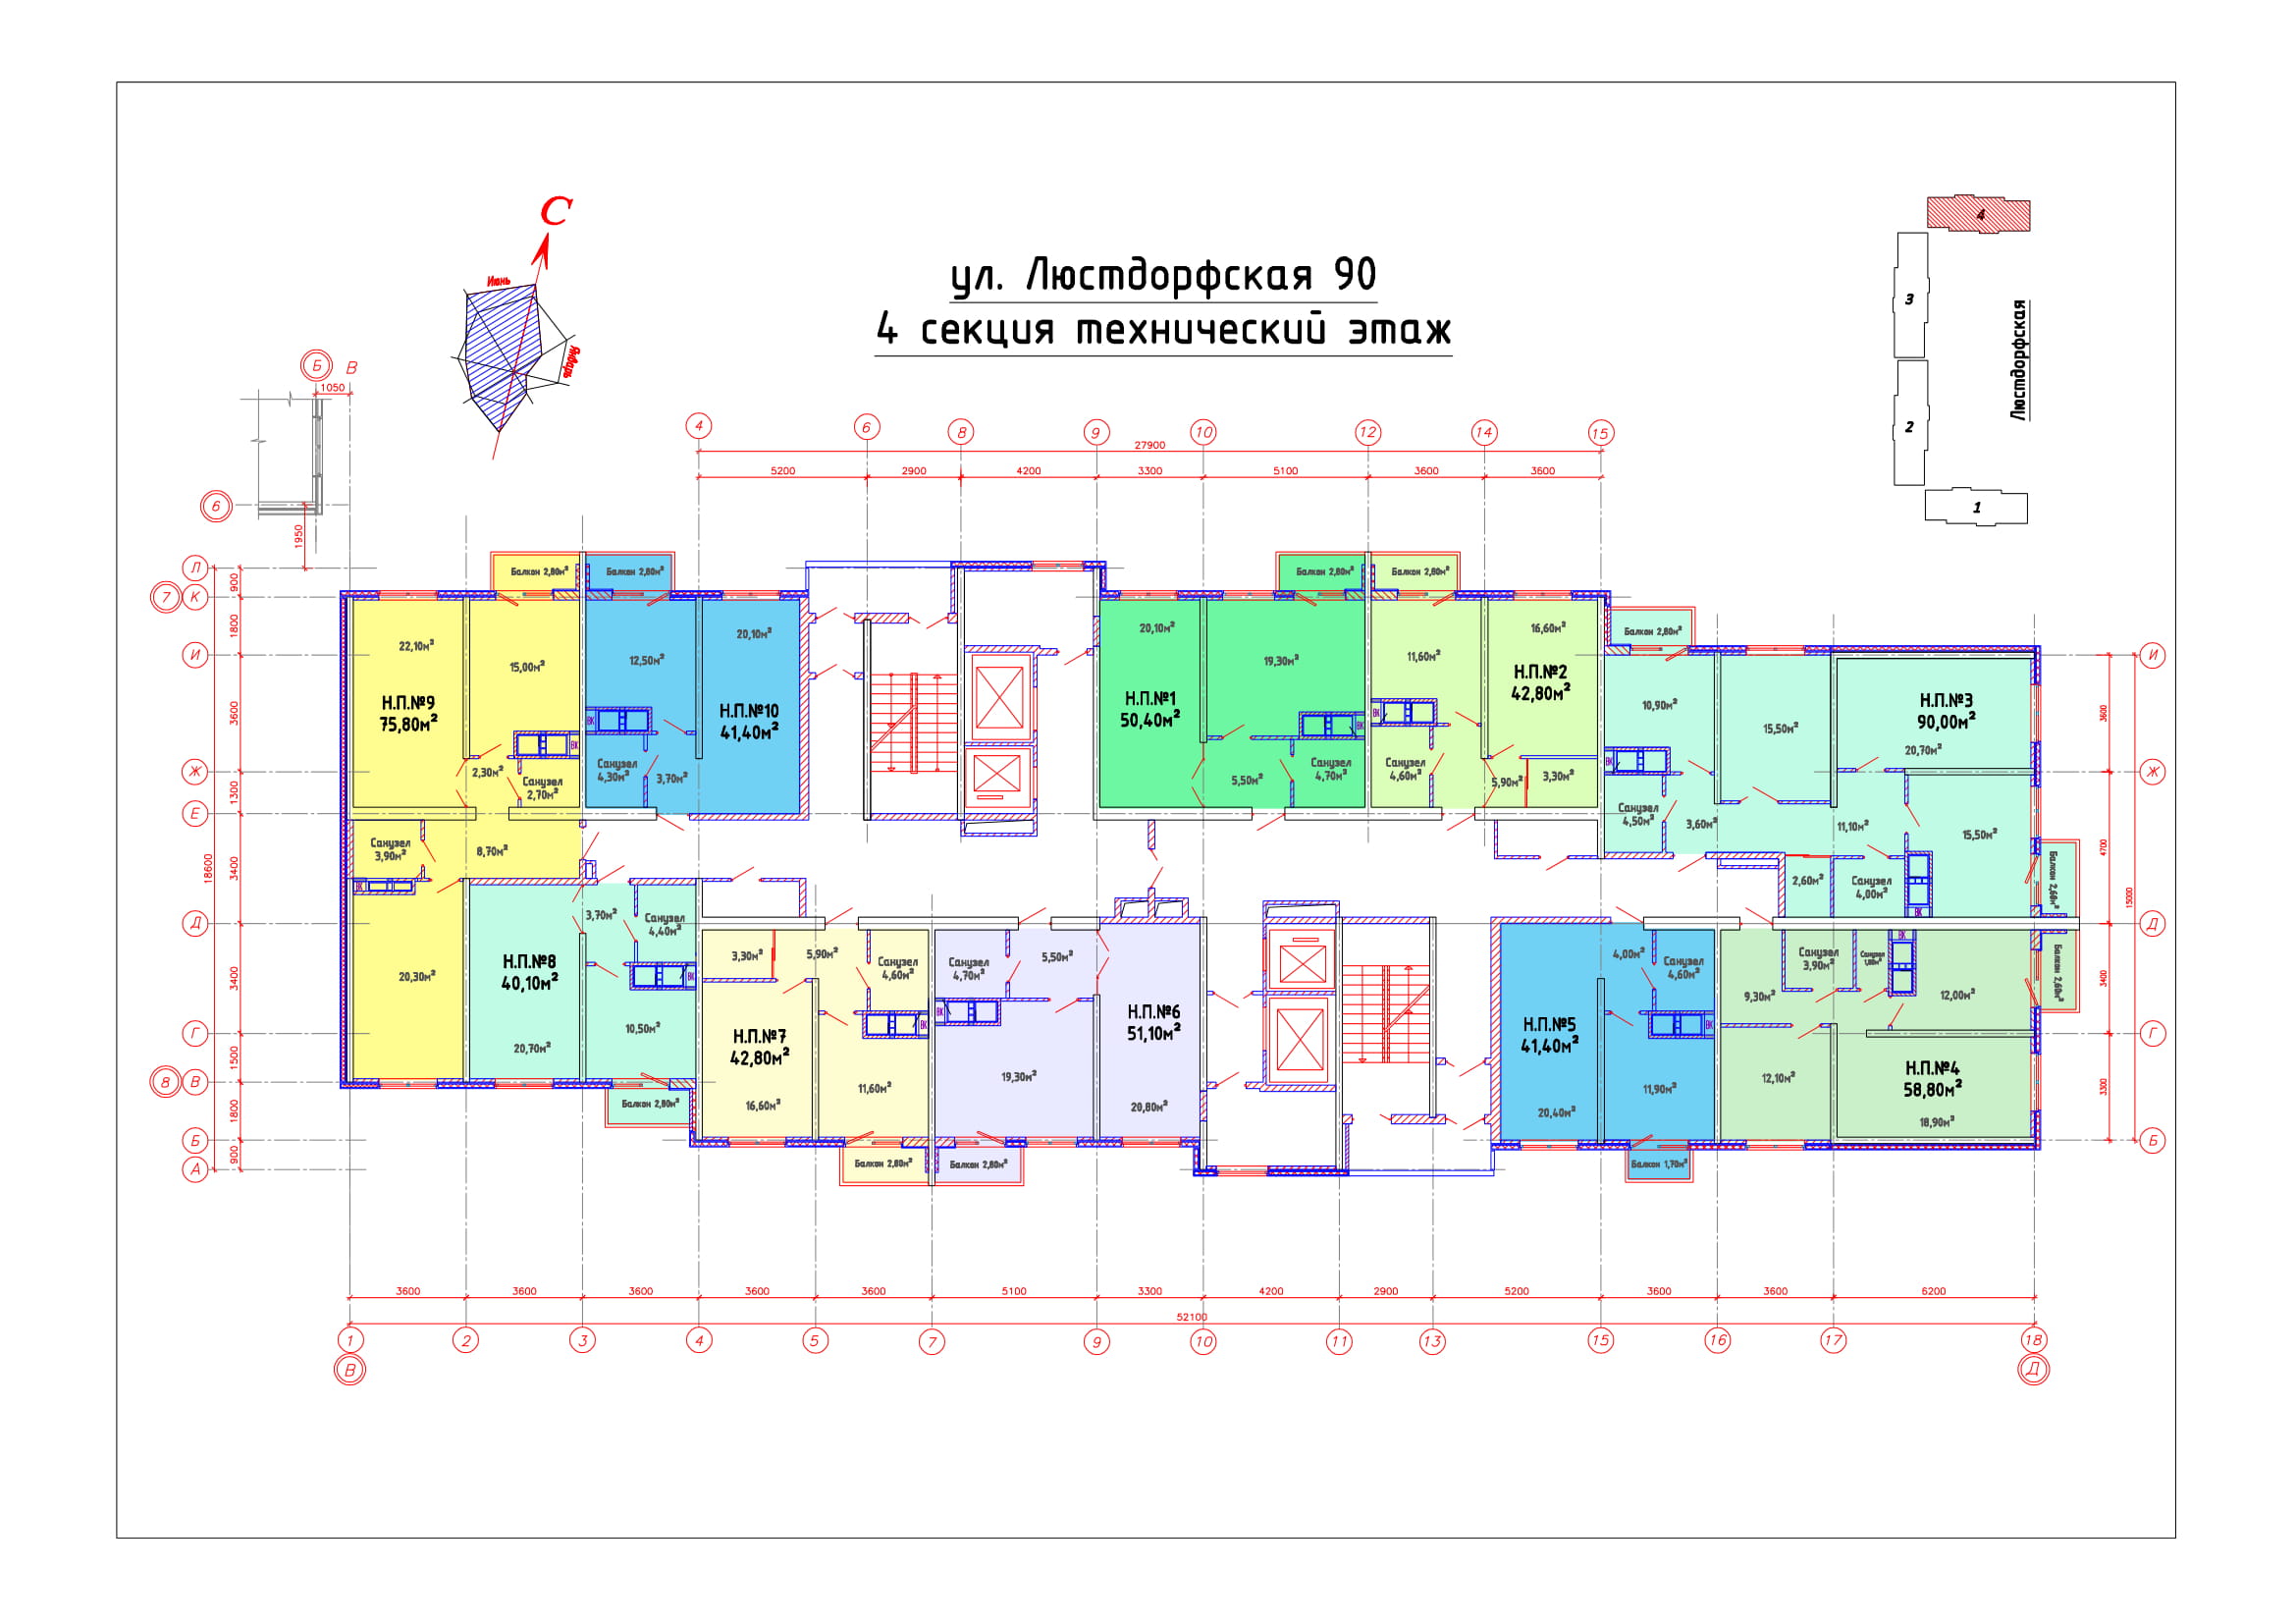 ул. Люстдорфская 90
4 секция технический этаж
С
Июнь
Январь
4
3
2
1
Люстдорфская
Б
В
1050
6
1950
4
6
8
9
10
12
14
15
27900
5200
2900
4200
3300
5100
3600
3600
Л
7
К
И
Ж
Е
Д
Г
8
В
Б
А
900
1800
3600
1300
3400
3400
1500
1800
900
18600
Балкон 2,80м²
Балкон 2,80м²
22,10м²
15,00м²
Н.П.№9
75,80м²
2,30м²
Санузел
2,70м²
ВК
Санузел
3,90м²
8,70м²
ВК
20,30м²
12,50м²
20,10м²
Н.П.№10
41,40м²
ВК
Санузел
4,30м²
3,70м²
Балкон 2,80м²
Балкон 2,80м²
20,10м²
19,30м²
Н.П.№1
50,40м²
ВК
5,50м²
Санузел
4,70м²
11,60м²
16,60м²
Н.П.№2
42,80м²
ВК
Санузел
4,60м²
5,90м²
3,30м²
Балкон 2,80м²
10,90м²
15,50м²
Н.П.№3
90,00м²
20,70м²
ВК
Санузел
4,50м²
3,60м²
11,10м²
15,50м²
2,60м²
Санузел
4,00м²
ВК
Балкон 2,60м²
3,70м²
Санузел
4,40м²
Н.П.№8
40,10м²
ВК
20,70м²
10,50м²
Балкон 2,80м²
3,30м²
5,90м²
Санузел
4,60м²
Н.П.№7
42,80м²
ВК
16,60м²
11,60м²
Балкон 2,80м²
Санузел
4,70м²
5,50м²
ВК
Н.П.№6
51,10м²
19,30м²
20,80м²
Балкон 2,80м²
4,00м²
Санузел
4,60м²
Н.П.№5
41,40м²
ВК
20,40м²
11,90м²
Балкон 1,70м²
Санузел
3,90м²
Санузел
1,80м²
ВК
9,30м²
12,00м²
Балкон 2,60м²
12,10м²
Н.П.№4
58,80м²
18,90м²
И
Ж
Д
Г
Б
3600
4700
3400
3300
15000
3600
3600
3600
3600
3600
5100
3300
4200
2900
5200
3600
3600
6200
52100
1
2
3
4
5
7
9
10
11
13
15
16
17
18
В
Д